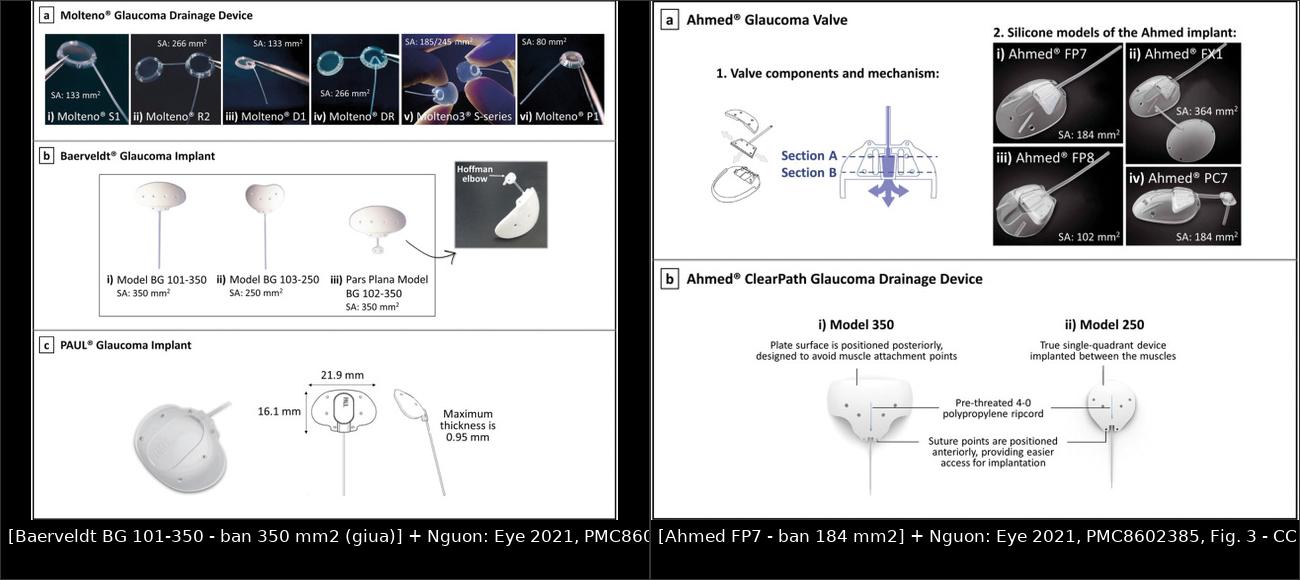 a Molteno® Glaucoma Drainage Device
SA: 133 mm²
i) Molteno® S1
SA: 266 mm²
ii) Molteno® R2
SA: 133 mm²
iii) Molteno® D1
SA: 266 mm²
iv) Molteno® DR
SA: 185/245 mm²
v) Molteno3® S-series
SA: 80 mm²
vi) Molteno® P1
b Baerveldt® Glaucoma Implant
Hoffman
elbow
i) Model BG 101-350
SA: 350 mm²
ii) Model BG 103-250
SA: 250 mm²
iii) Pars Plana Model
BG 102-350
SA: 350 mm²
c PAUL® Glaucoma Implant
21.9 mm
16.1 mm
PAUL
Maximum
thickness is
0.95 mm
[Baerveldt BG 101-350 - ban 350 mm2 (giua)] + Nguon: Eye 2021, PMC860
a Ahmed® Glaucoma Valve
1. Valve components and mechanism:
Section A
Section B
2. Silicone models of the Ahmed implant:
i) Ahmed® FP7
SA: 184 mm²
ii) Ahmed® FX1
SA: 364 mm²
iii) Ahmed® FP8
SA: 102 mm²
iv) Ahmed® PC7
SA: 184 mm²
b Ahmed® ClearPath Glaucoma Drainage Device
i) Model 350
Plate surface is positioned posteriorly,
designed to avoid muscle attachment points
ii) Model 250
True single-quadrant device
implanted between the muscles
Pre-threated 4-0
polypropylene ripcord
Suture points are positioned
anteriorly, providing easier
access for implantation
[Ahmed FP7 - ban 184 mm2] + Nguon: Eye 2021, PMC8602385, Fig. 3 - CC